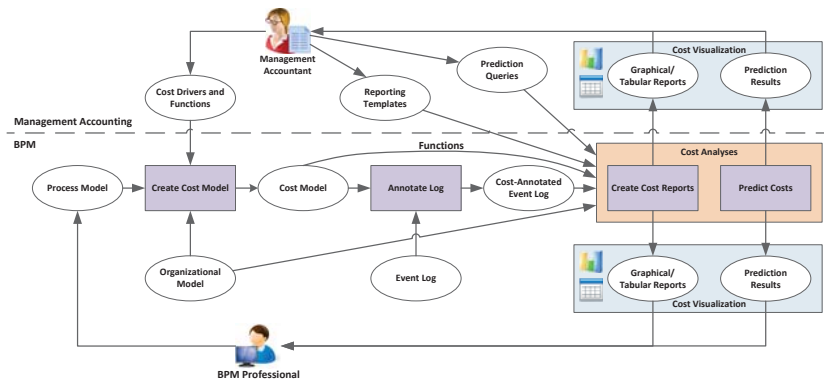 Management
Accountant
Cost Drivers and
Functions
Reporting
Templates
Prediction
Queries
Cost Visualization
Graphical/
Tabular Reports
Prediction
Results
Management Accounting
BPM
Functions
Cost Analyses
Process Model
Create Cost Model
Cost Model
Annotate Log
Cost-Annotated
Event Log
Create Cost Reports
Predict Costs
Organizational
Model
Event Log
Graphical/
Tabular Reports
Prediction
Results
Cost Visualization
BPM Professional